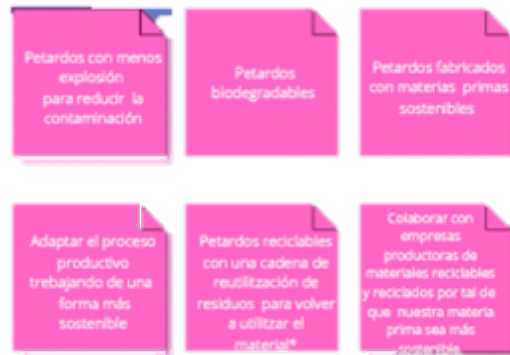 Petardos con menos
explosión
para reducir la
contaminación
Petardos
biodegradables
Petardos fabricados
con materias primas
sostenibles
Adaptar el proceso
productivo
trebajando de una
forma más
sostenible
Petardos reciclables
con una cadena de
reutilitzación de
residuos para volver
a utilitzar el
material*
Colaborar con
empresas
productoras de
materiales reciclables
y reciclados por tal de
que nuestra materia
prima sea más
sostenible